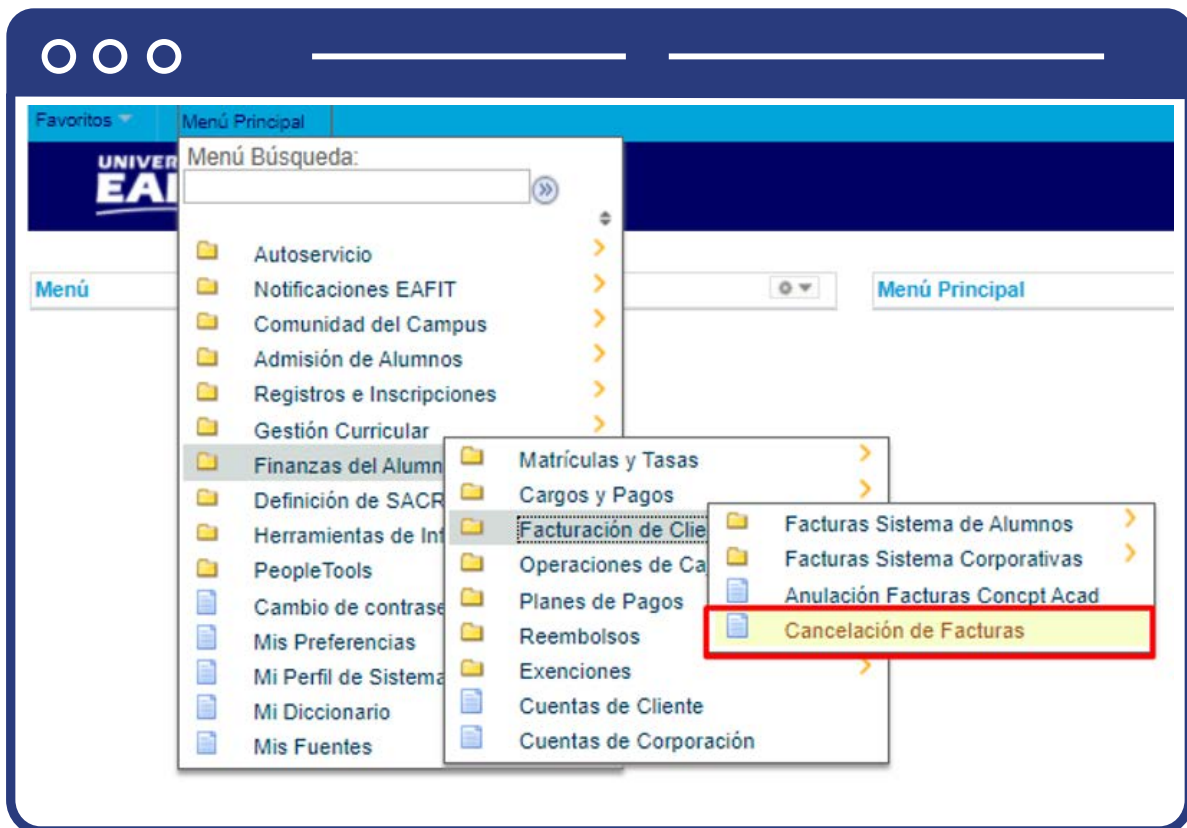 Favoritos
Menú Principal
UNIVER
EAI
Menú Búsqueda:
Menú
Menú Principal
Autoservicio
Notificaciones EAFIT
Comunidad del Campus
Admisión de Alumnos
Registros e Inscripciones
Gestión Curricular
Finanzas del Alumn
Definición de SACR
Herramientas de Inf
PeopleTools
Cambio de contrase
Mis Preferencias
Mi Perfil de Sistema
Mi Diccionario
Mis Fuentes
Matrículas y Tasas
Cargos y Pagos
Facturación de Clie
Operaciones de Ca
Planes de Pagos
Reembolsos
Exenciones
Cuentas de Cliente
Cuentas de Corporación
Facturas Sistema de Alumnos
Facturas Sistema Corporativas
Anulación Facturas Concpt Acad
Cancelación de Facturas